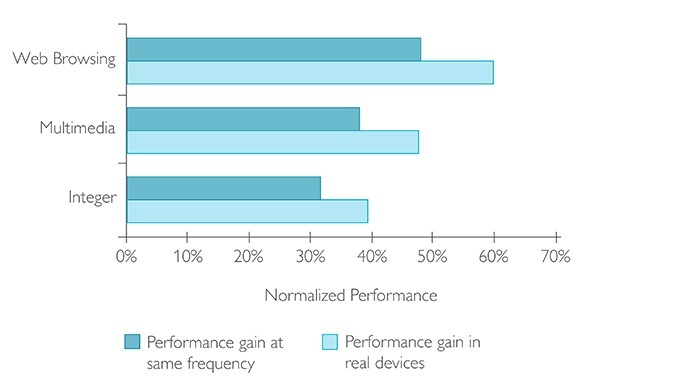 Web Browsing
Multimedia
Integer
0% 10% 20% 30% 40% 50% 60% 70%
Normalized Performance
Performance gain at
same frequency
Performance gain in
real devices